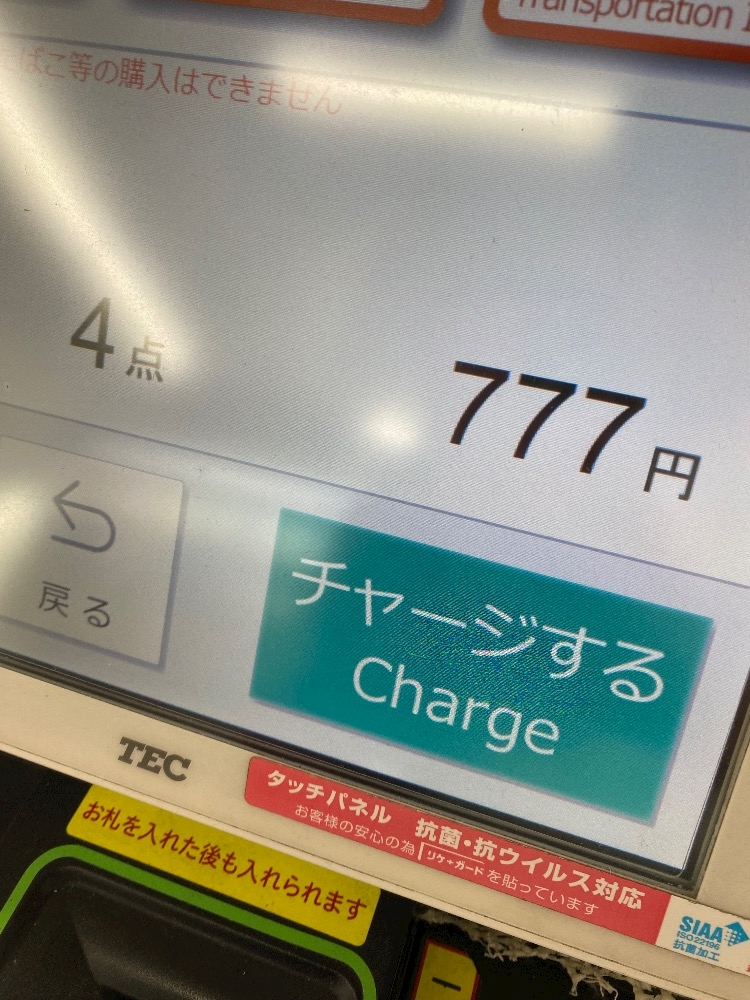 Transportation
たばこ等の購入はできません
4点
777円
戻る
チャージする
Charge
TEC
タッチパネル 抗菌・抗ウイルス対応
お客様の安心の為 リケ+ガード を貼っています
お札を入れた後も入れられます
SIAA
ISO22196
抗菌加工